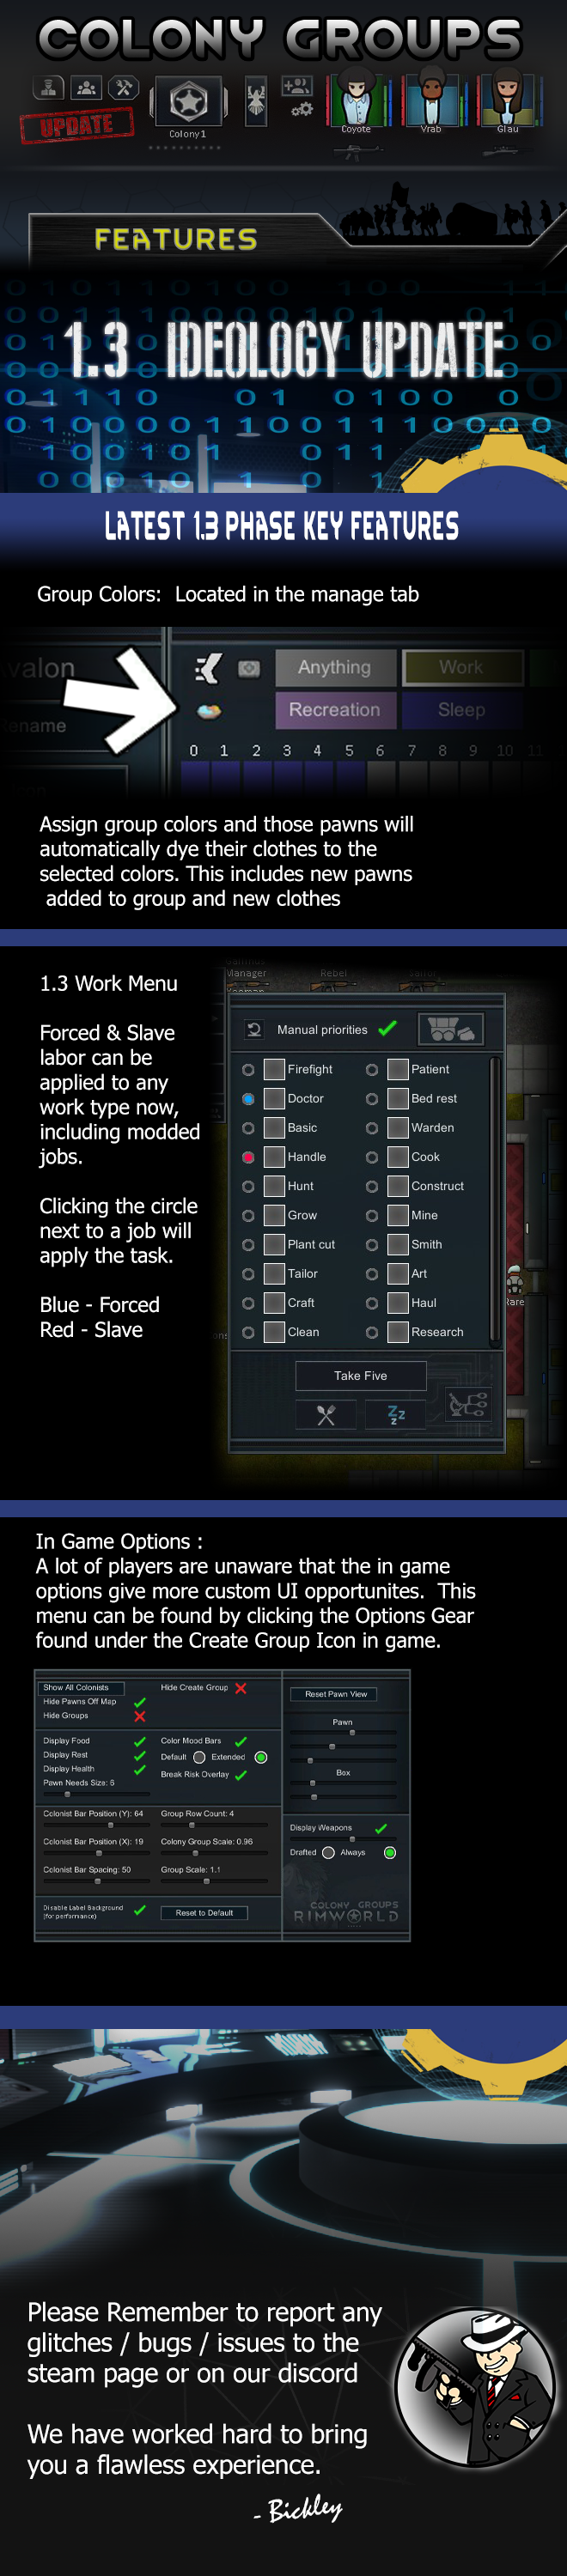 COLONY GROUPS
UPDATE
Colony1
Coyote
Vrab
Glau
FEATURES
1.3 IDEOLOGY UPDATE
LATEST 1.3 PHASE KEY FEATURES
Group Colors: Located in the manage tab
valon
ename
Anything
Work
Recreation
Sleep
0 1 2 3 4 5 6 7 8 9 10 11
Assign group colors and those pawns will
automatically dye their clothes to the
selected colors. This includes new pawns
added to group and new clothes
1.3 Work Menu
Forced & Slave
labor can be
applied to any
work type now,
including modded
jobs.
Clicking the circle
next to a job will
apply the task.
Blue - Forced
Red - Slave
Manager
Rebel
Manual priorities
Firefight
Patient
Doctor
Bed rest
Basic
Warden
Handle
Cook
Hunt
Construct
Grow
Mine
Plant cut
Smith
Tailor
Art
Craft
Haul
Clean
Research
Take Five
Rare
In Game Options :
A lot of players are unaware that the in game
options give more custom UI opportunites. This
menu can be found by clicking the Options Gear
found under the Create Group Icon in game.
Show All Colonists
Hide Create Group
Hide Pawns Off Map
Hide Groups
Reset Pawn View
Pawn
Box
Display Food
Color Mood Bars
Display Rest
Default
Extended
Display Health
Break Risk Overlay
Pawn Needs Size: 6
Colonist Bar Position (Y): 64
Group Row Count: 4
Colonist Bar Position (X): 19
Colony Group Scale: 0.96
Colonist Bar Spacing: 50
Group Scale: 1.1
Display Weapons
Drafted
Always
Disable Label Background
(for performance)
Reset to Default
COLONY GROUPS
RIMWORLD
Please Remember to report any
glitches / bugs / issues to the
steam page or on our discord
We have worked hard to bring
you a flawless experience.
- Bickley